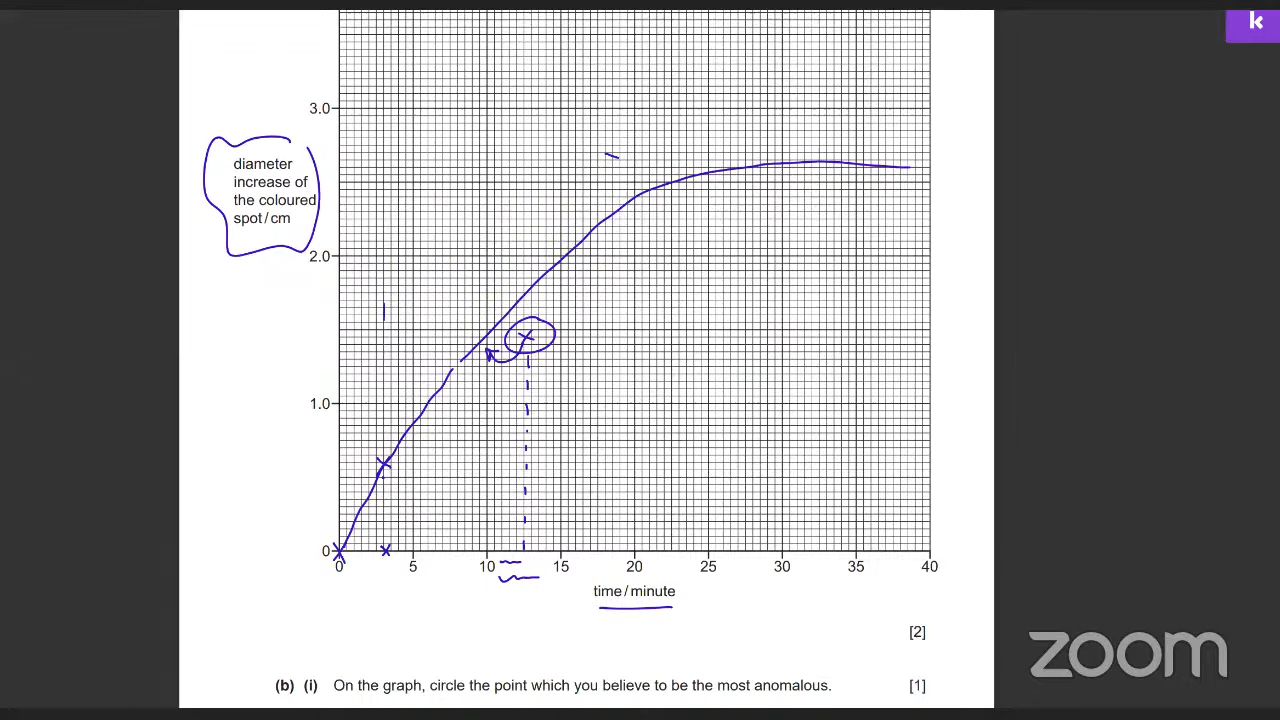 k
3.0
diameter
increase of
the coloured
spot/cm
2.0
1.0
0
0 5 10 15 20 25 30 35 40
time/minute
[2]
zoom
(b) (i) On the graph, circle the point which you believe to be the most anomalous. [1]